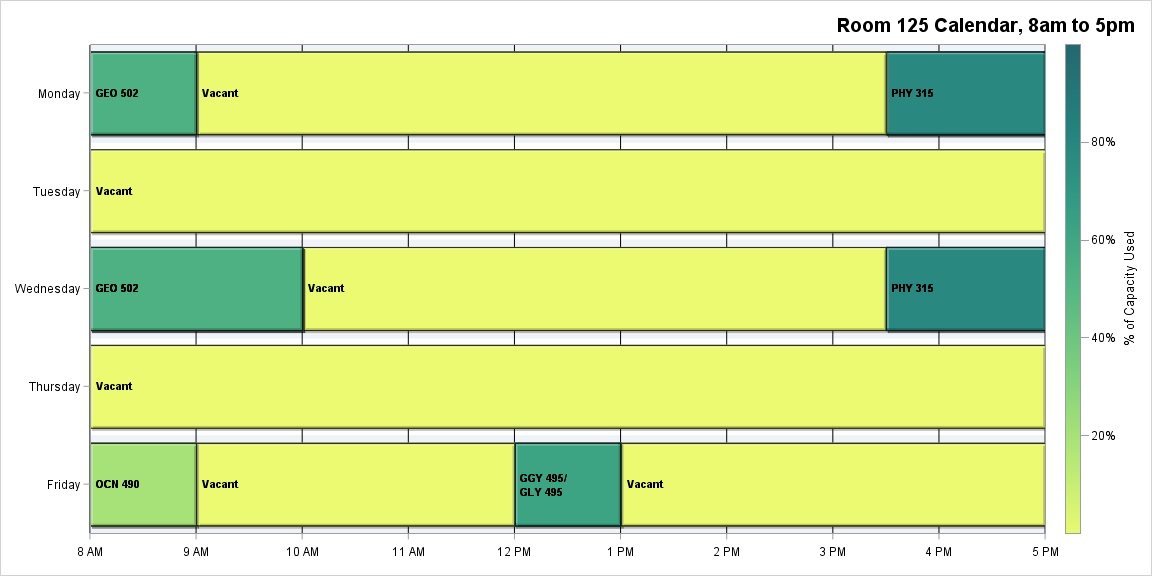 Room 125 Calendar, 8am to 5pm
Monday
GEO 502
Vacant
PHY 315
Tuesday
Vacant
Wednesday
GEO 502
Vacant
PHY 315
Thursday
Vacant
Friday
OCN 490
Vacant
GGY 495/
GLY 495
Vacant
8 AM
9 AM
10 AM
11 AM
12 PM
1 PM
2 PM
3 PM
4 PM
5 PM
80%
60%
40%
20%
% of Capacity Used